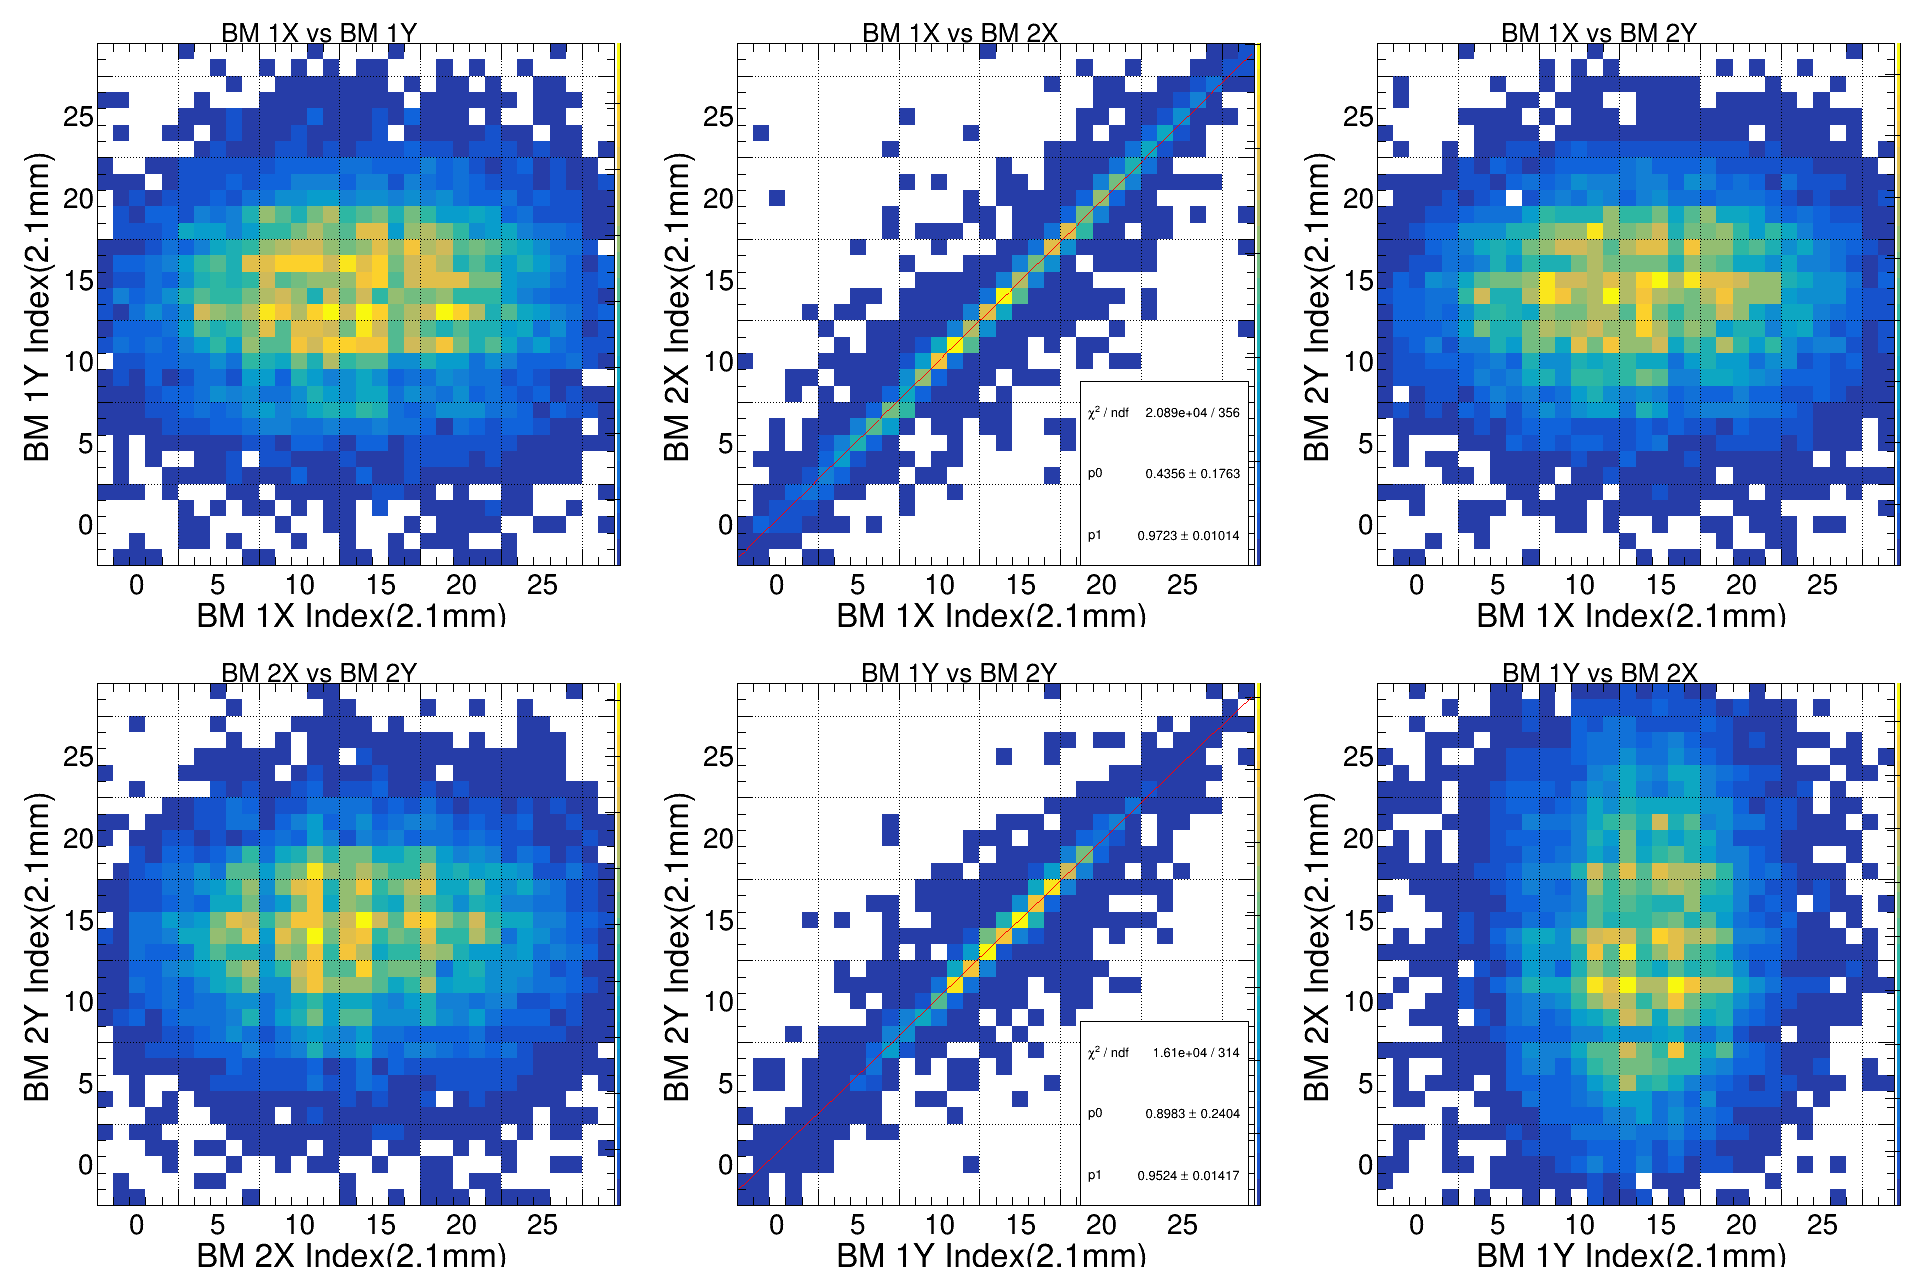 BM 1X vs BM 1Y
25
20
15
10
5
0
BM 1Y Index(2.1mm)
0 5 10 15 20 25
BM 1X Index(2.1mm)
BM 1X vs BM 2X
25
20
15
10
5
0
BM 2X Index(2.1mm)
χ² / ndf 2.089e+04 / 356
p0 0.4356 ± 0.1763
p1 0.9723 ± 0.01014
0 5 10 15 20 25
BM 1X Index(2.1mm)
BM 1X vs BM 2Y
25
20
15
10
5
0
BM 2Y Index(2.1mm)
0 5 10 15 20 25
BM 1X Index(2.1mm)
BM 2X vs BM 2Y
25
20
15
10
5
0
BM 2Y Index(2.1mm)
0 5 10 15 20 25
BM 2X Index(2.1mm)
BM 1Y vs BM 2Y
25
20
15
10
5
0
BM 2Y Index(2.1mm)
χ² / ndf 1.61e+04 / 314
p0 0.8983 ± 0.2404
p1 0.9524 ± 0.01417
0 5 10 15 20 25
BM 1Y Index(2.1mm)
BM 1Y vs BM 2X
25
20
15
10
5
0
BM 2X Index(2.1mm)
0 5 10 15 20 25
BM 1Y Index(2.1mm)